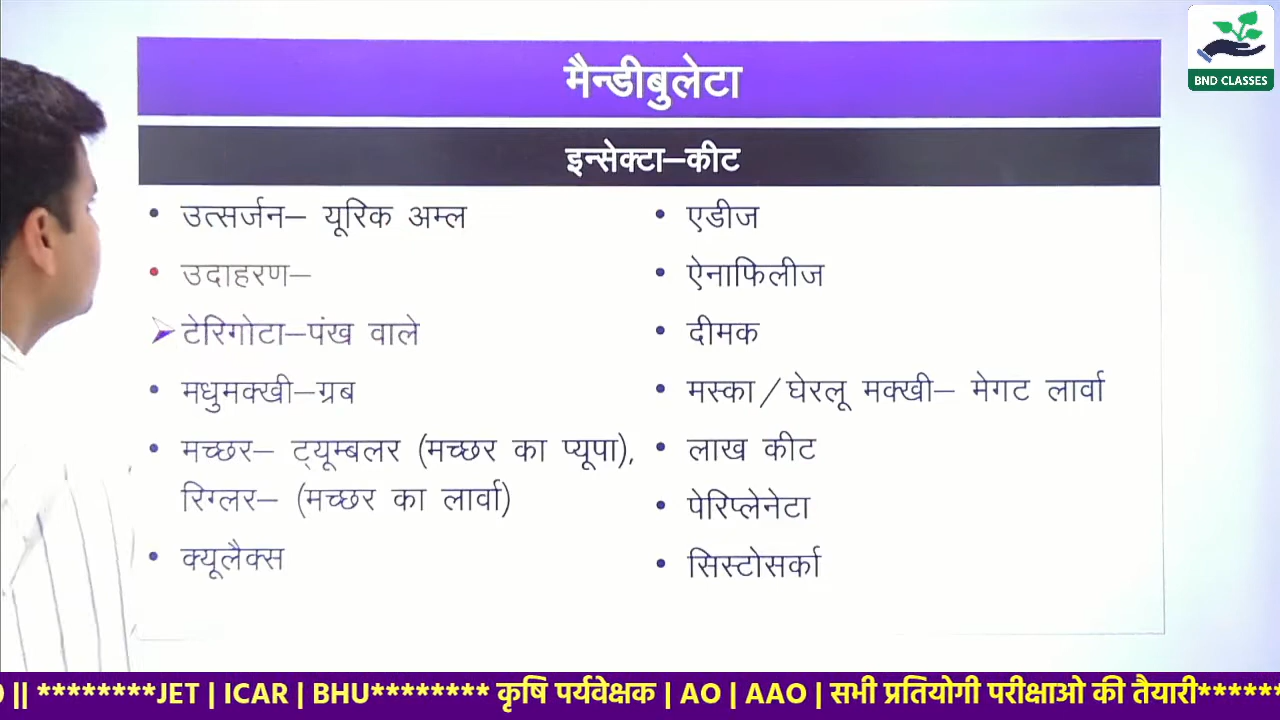 BND CLASSES
मैन्डीबुलेटा
इन्सेक्टा–कीट
• उत्सर्जन– यूरिक अम्ल
• उदाहरण–
➢ टेरिगोटा–पंख वाले
• मधुमक्खी–ग्रब
• मच्छर– ट्यूम्बलर (मच्छर का प्यूपा),
रिग्लर– (मच्छर का लार्वा)
• क्यूलैक्स
• एडीज
• ऐनाफिलीज
• दीमक
• मस्का/घेरलू मक्खी– मेगट लार्वा
• लाख कीट
• पेरिप्लेनेटा
• सिस्टोसर्का
|| ********JET | ICAR | BHU******** कृषि पर्यवेक्षक | AO | AAO | सभी प्रतियोगी परीक्षाओ की तैयारी*****